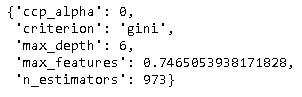 {'ccp_alpha': 0,
'criterion': 'gini',
'max_depth': 6,
'max_features': 0.7465053938171828,
'n_estimators': 973}